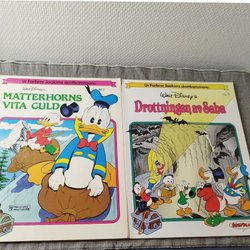 Ur Farbror Joakims skattkammare
Walt Disney's
MATTERHORNS
VITA GULD
Ur Farbror Joakims skattkammare
Walt Disney's
Drottningen av Saba